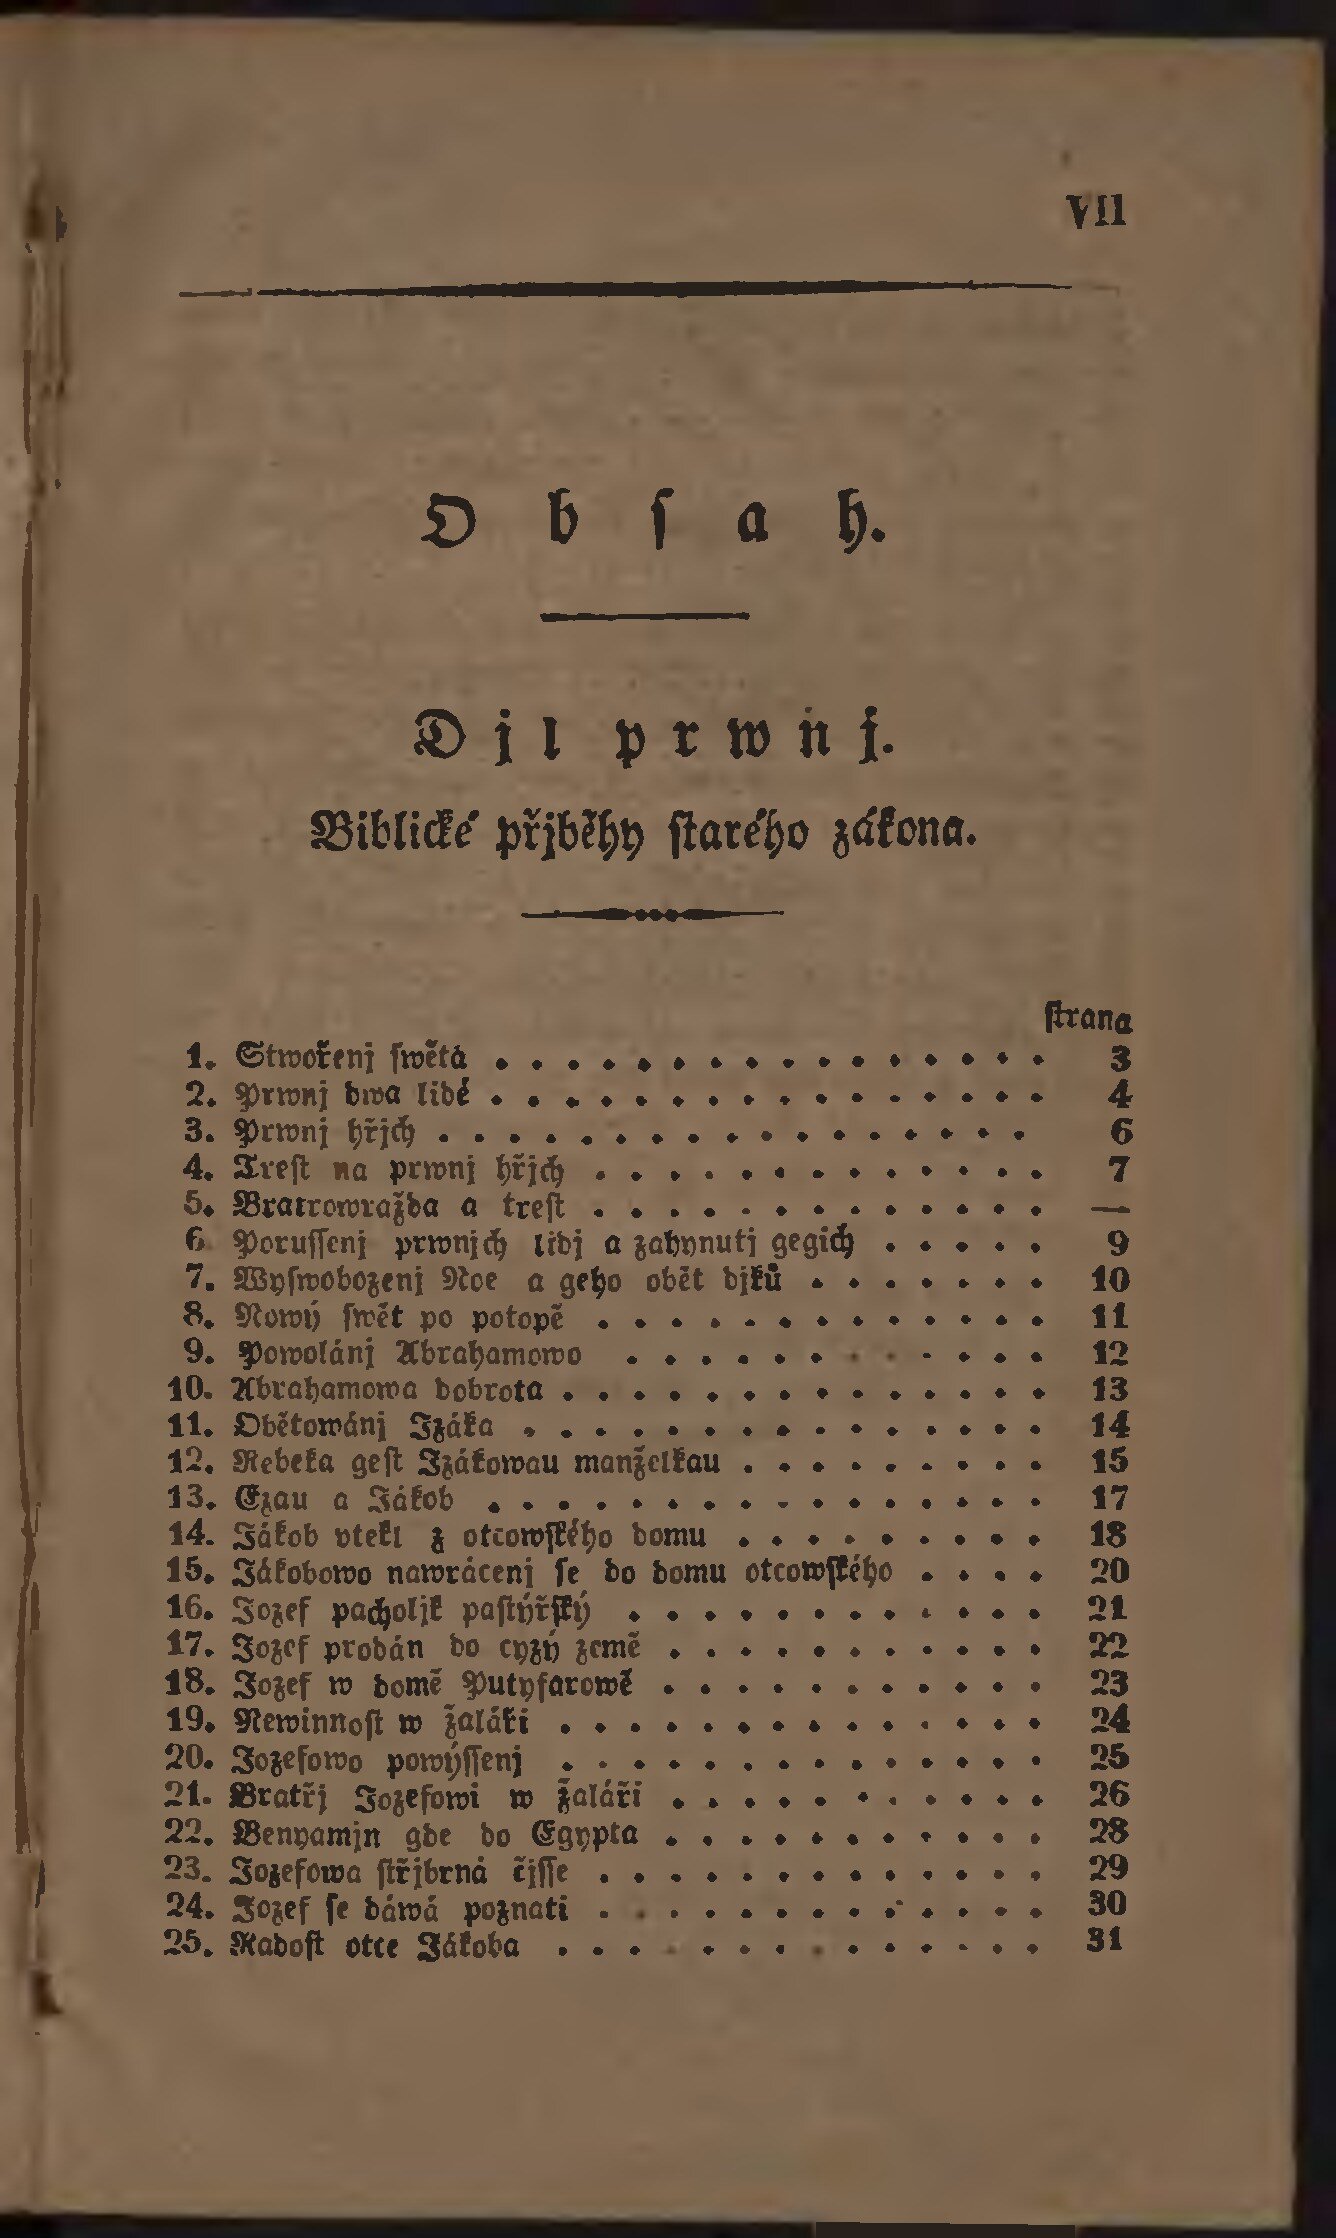 VII
Obſah.
Djl prwnj.
Biblické přjběhy ſtarého zákona.
ſtrana
1. Stwořenj ſwěta . . . . . . . . . . . . . . . . 3
2. Prwnj dwa lidé . . . . . . . . . . . . . . . . 4
3. Prwnj hřjch . . . . . . . . . . . . . . . . . 6
4. Treſt na prwnj hřjch . . . . . . . . . . . . . 7
5. Bratrowražda a treſt . . . . . . . . . . . . . —
6 Poruſſenj prwnjch lidj a zahynutj gegich . . . . . 9
7. Wyſwobozenj Noe a geho obět djků . . . . . . . 10
8. Nowý ſwět po potopě . . . . . . . . . . . . . 11
9. Powolánj Abrahamowo . . . . . . . . . . . . 12
10. Abrahamowa dobrota . . . . . . . . . . . . . . 13
11. Obětowánj Izáka . . . . . . . . . . . . . . . 14
12. Rebeka geſt Izákowau manželkau . . . . . . . . . 15
13. Ezau a Jákob . . . . . . . . . . . . . . . . 17
14. Jákob vtekl z otcowſkého domu . . . . . . . . . 18
15. Jákobowo nawrácenj ſe do domu otcowſkého . . . . 20
16. Jozef pacholjk paſtýřſký . . . . . . . . . . . . 21
17. Jozef prodán do cyzý země . . . . . . . . . . . 22
18. Jozef w domě Putyfarowě . . . . . . . . . . . 23
19. Newinnoſt w žaláři . . . . . . . . . . . . . . 24
20. Jozefowo powýſſenj . . . . . . . . . . . . . . 25
21. Bratřj Jozefowi w žaláři . . . . . . . . . . . 26
22. Benyamjn gde do Egypta . . . . . . . . . . . 28
23. Jozefowa ſtřjbrná čjſſe . . . . . . . . . . . . . 29
24. Jozef ſe dáwá poznati . . . . . . . . . . . . . 30
25. Radoſt otce Jákoba . . . . . . . . . . . . . . 31